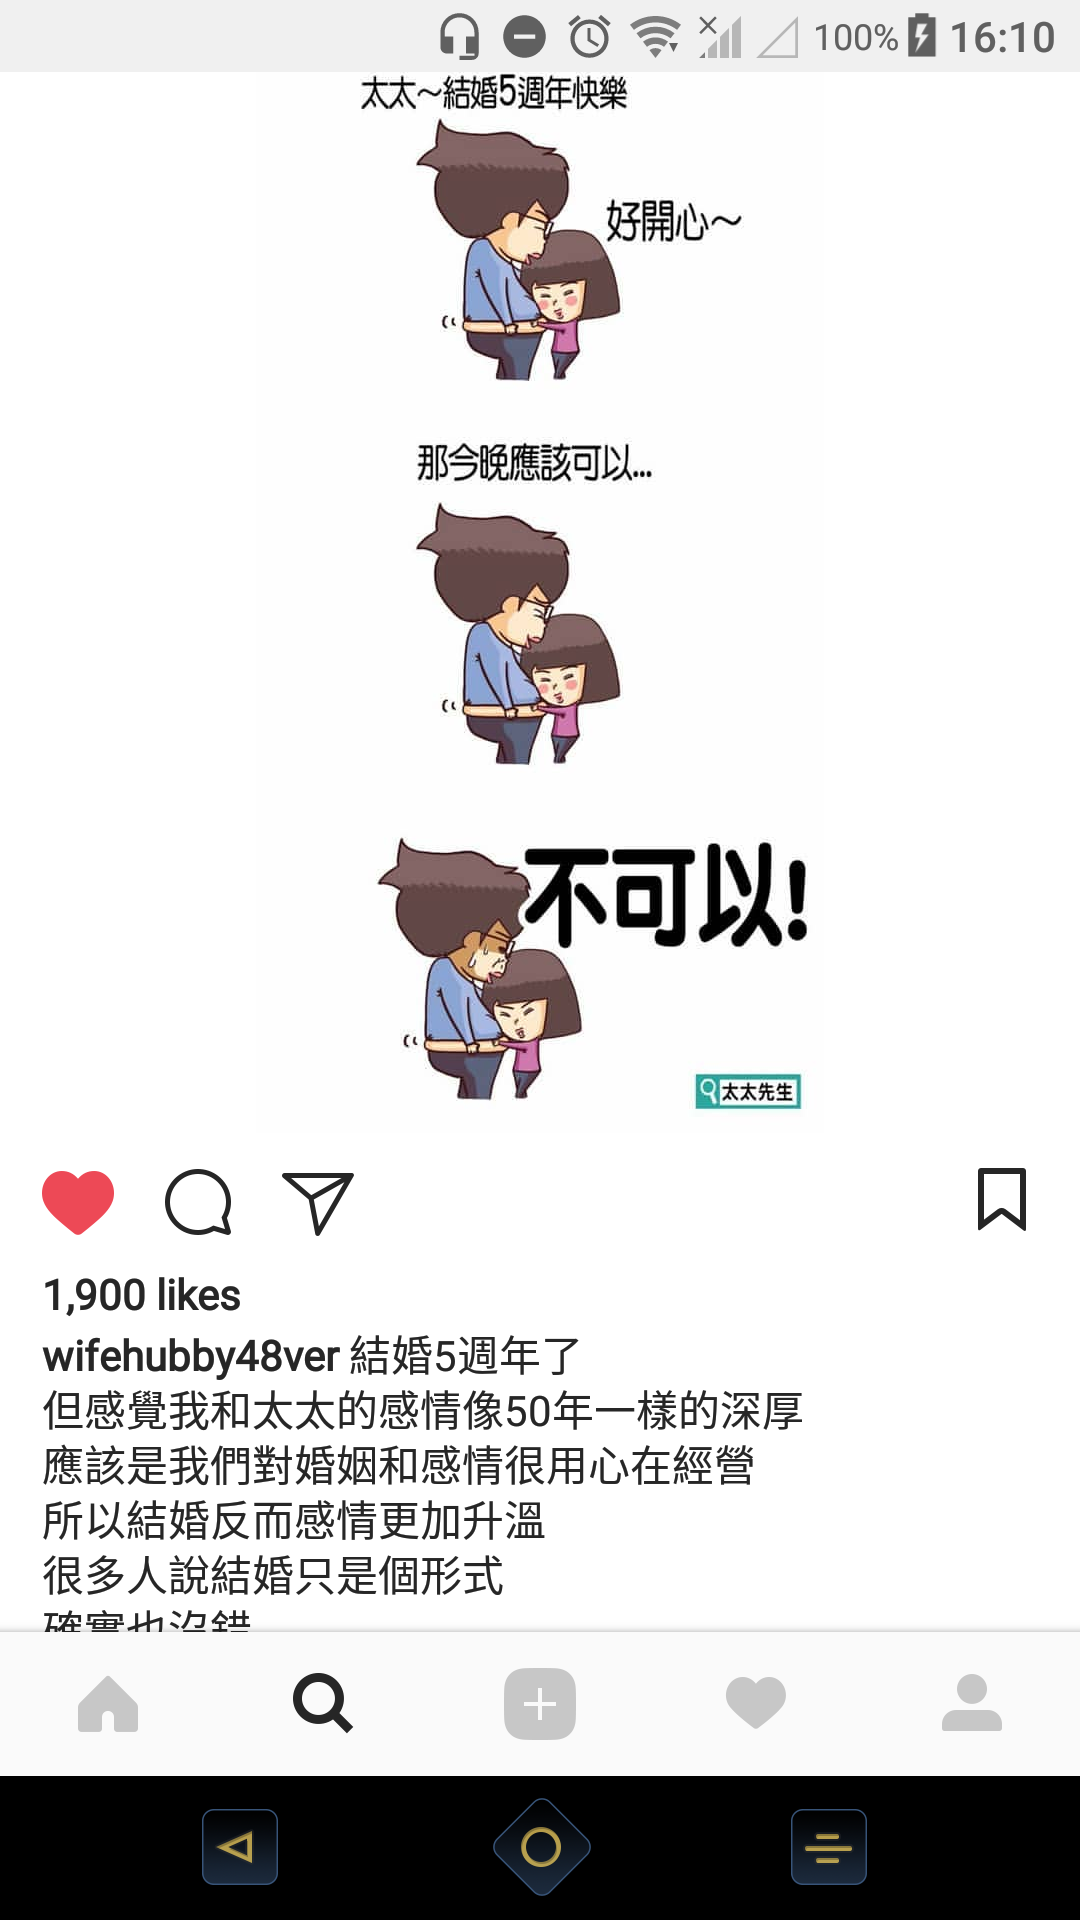 100% 16:10
太太～結婚5週年快樂
好開心～
那今晚應該可以...
不可以!
太太先生
1,900 likes
wifehubby48ver 結婚5週年了
但感覺我和太太的感情像50年一樣的深厚
應該是我們對婚姻和感情很用心在經營
所以結婚反而感情更加升溫
很多人說結婚只是個形式
確實也沒錯